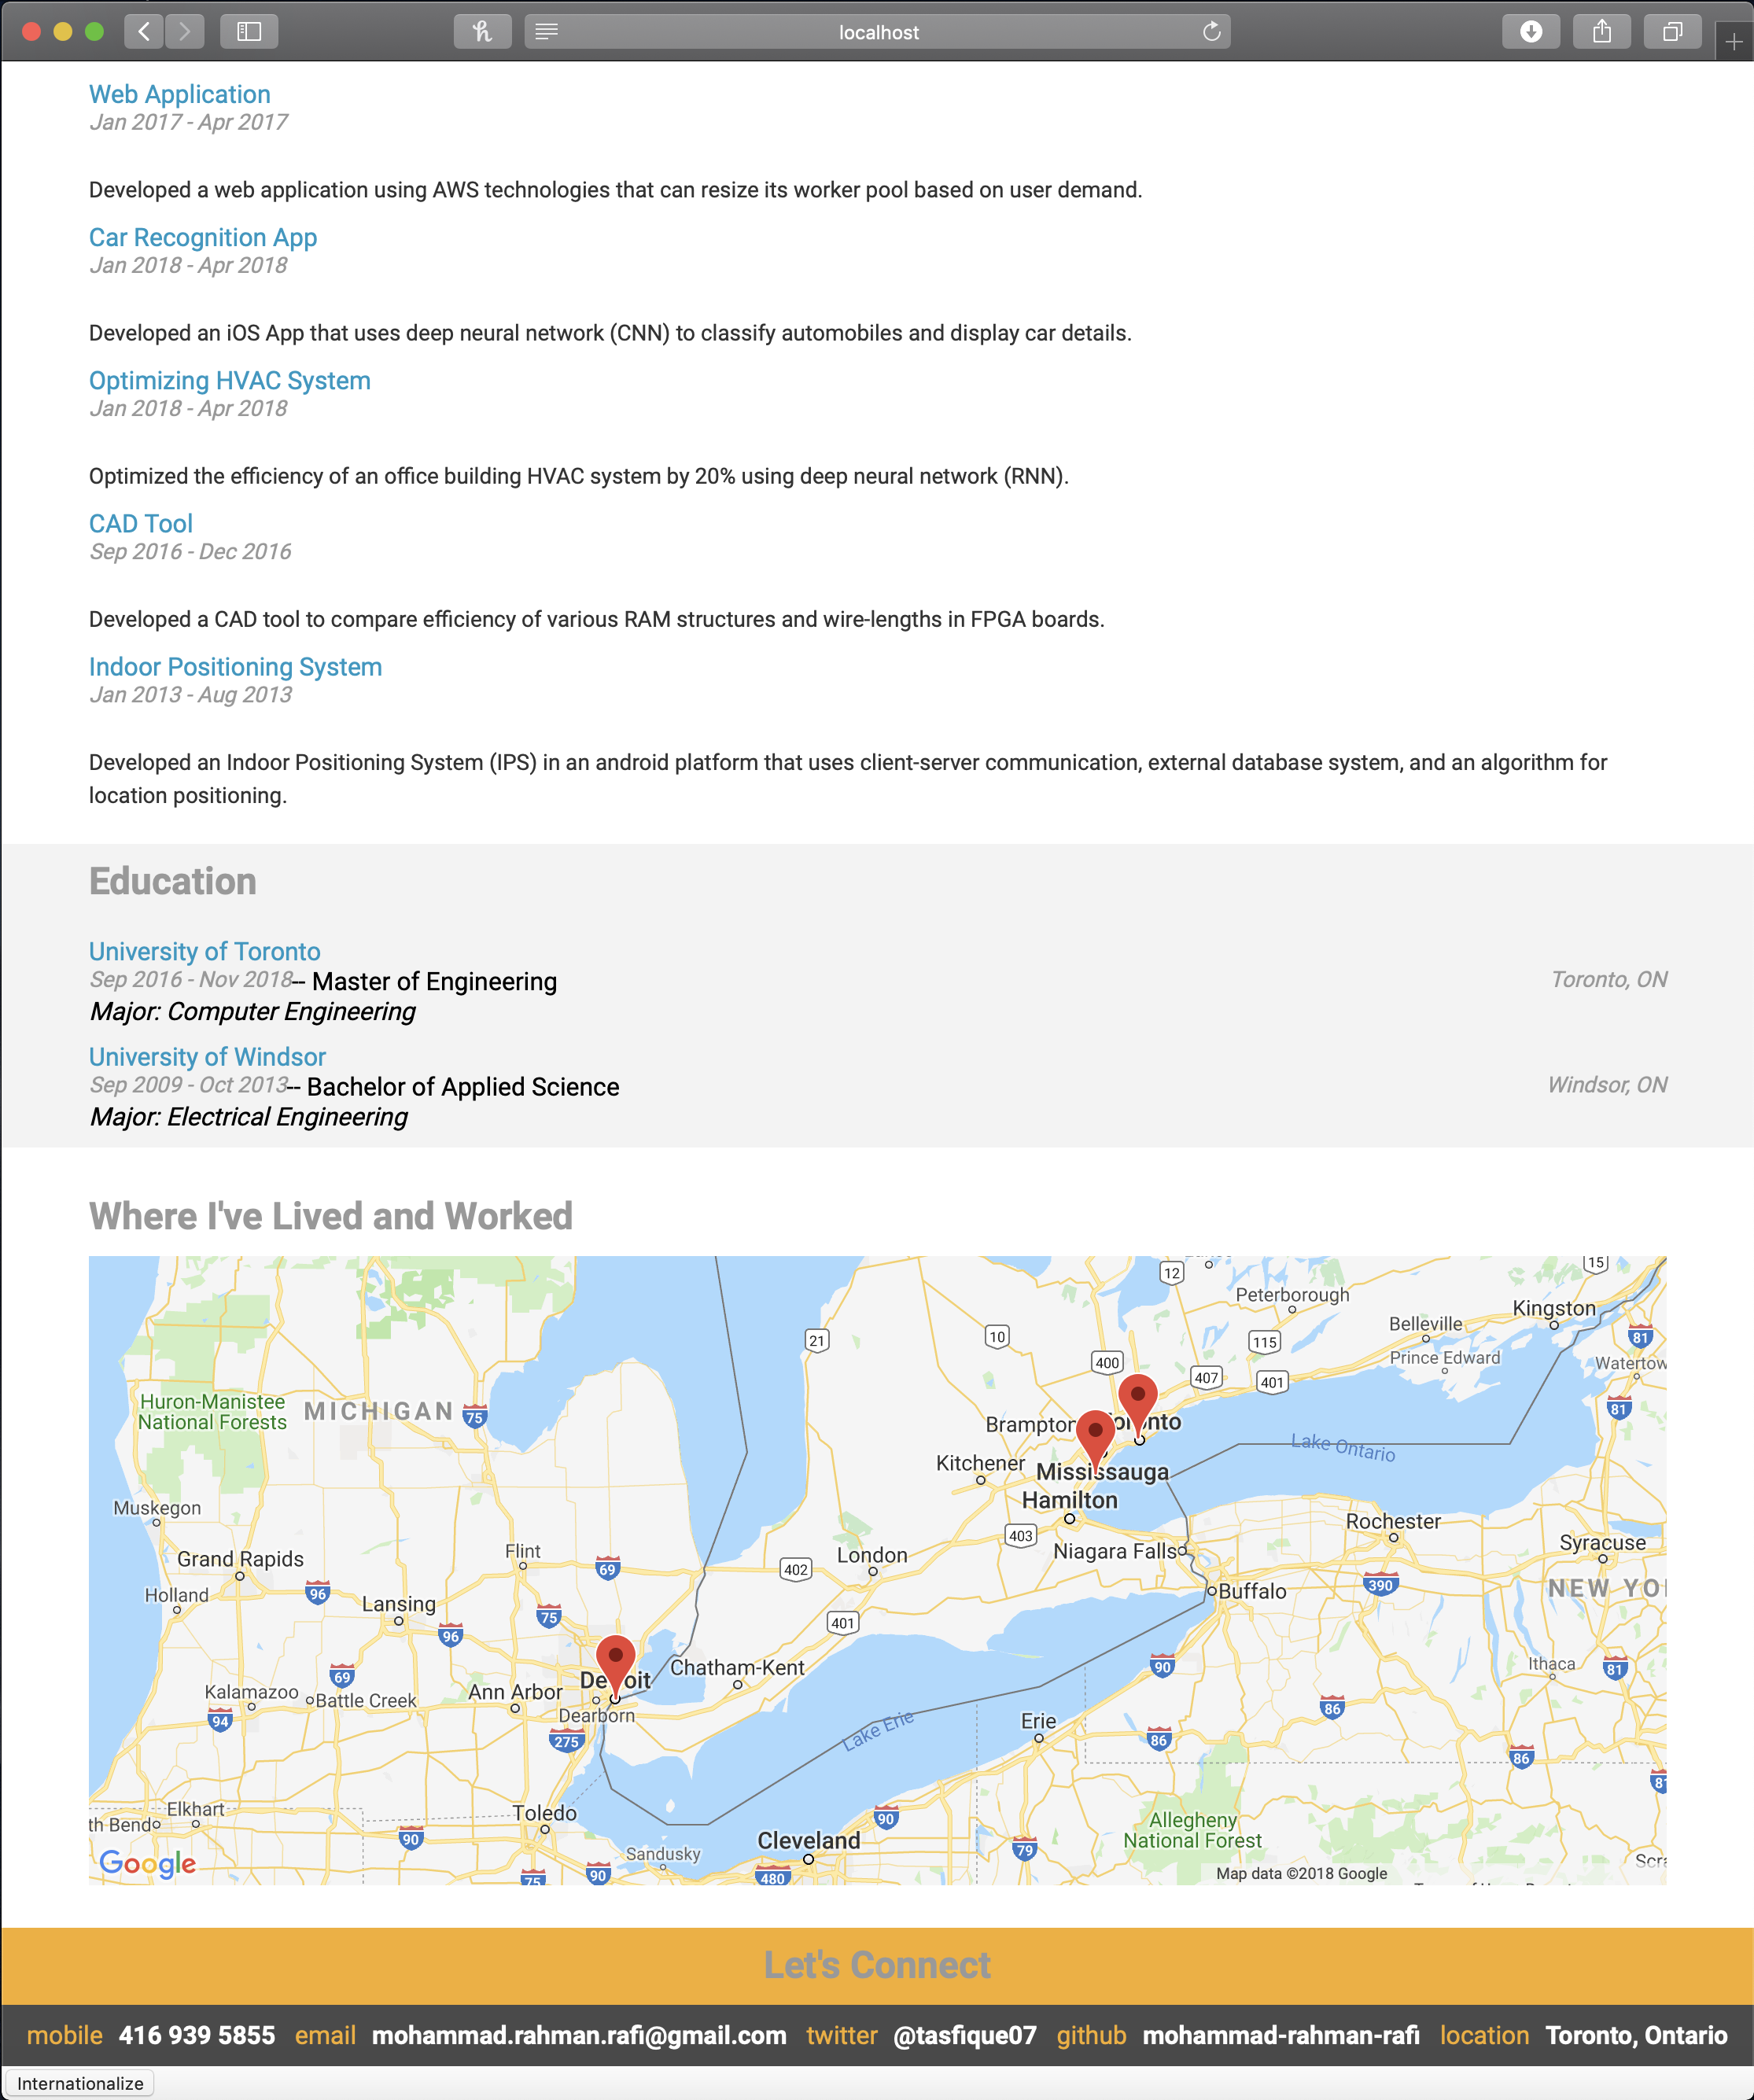 localhost
Web Application
Jan 2017 - Apr 2017
Developed a web application using AWS technologies that can resize its worker pool based on user demand.
Car Recognition App
Jan 2018 - Apr 2018
Developed an iOS App that uses deep neural network (CNN) to classify automobiles and display car details.
Optimizing HVAC System
Jan 2018 - Apr 2018
Optimized the efficiency of an office building HVAC system by 20% using deep neural network (RNN).
CAD Tool
Sep 2016 - Dec 2016
Developed a CAD tool to compare efficiency of various RAM structures and wire-lengths in FPGA boards.
Indoor Positioning System
Jan 2013 - Aug 2013
Developed an Indoor Positioning System (IPS) in an android platform that uses client-server communication, external database system, and an algorithm for
location positioning.
Education
University of Toronto
Sep 2016 - Nov 2018-- Master of Engineering Toronto, ON
Major: Computer Engineering
University of Windsor
Sep 2009 - Oct 2013-- Bachelor of Applied Science Windsor, ON
Major: Electrical Engineering
Where I've Lived and Worked
12
15
Peterborough
Kingston
Belleville
21
10
115
81
400
Prince Edward
Watertow
407
401
Huron-Manistee
National Forests
MICHIGAN
75
81
Brampton
Lake Ontario
Kitchener
Mississauga
Hamilton
Muskegon
403
Rochester
Niagara Falls
Syracuse
Grand Rapids
Flint
69
402
London
Holland
96
390
NEW YO
Buffalo
Lansing
75
401
96
69
Chatham-Kent
90
Ithaca
81
Kalamazoo
Battle Creek
Ann Arbor
Dearborn
86
94
275
Lake Erie
Erie
86
86
Elkhart
th Bend
Toledo
90
90
Cleveland
Allegheny
National Forest
79
Sandusky
Google
75
90
480
Scra
Map data ©2018 Google
Let's Connect
mobile 416 939 5855 email mohammad.rahman.rafi@gmail.com twitter @tasfique07 github mohammad-rahman-rafi location Toronto, Ontario
Internationalize